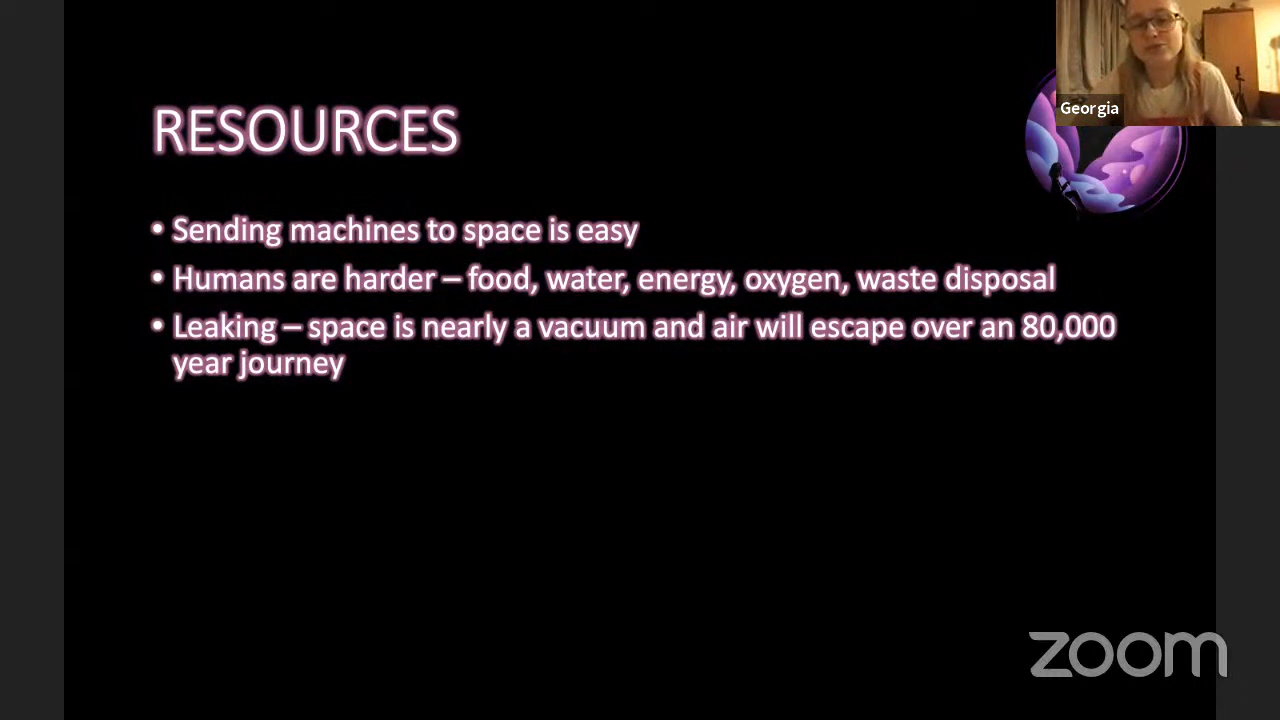 Georgia
RESOURCES
• Sending machines to space is easy
• Humans are harder – food, water, energy, oxygen, waste disposal
• Leaking – space is nearly a vacuum and air will escape over an 80,000
year journey
zoom